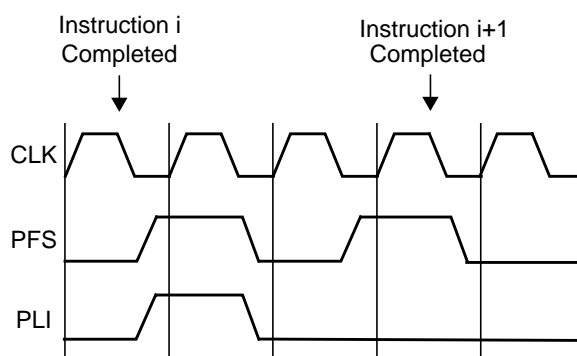 Instruction i
Completed
Instruction i+1
Completed
CLK
PFS
PLI